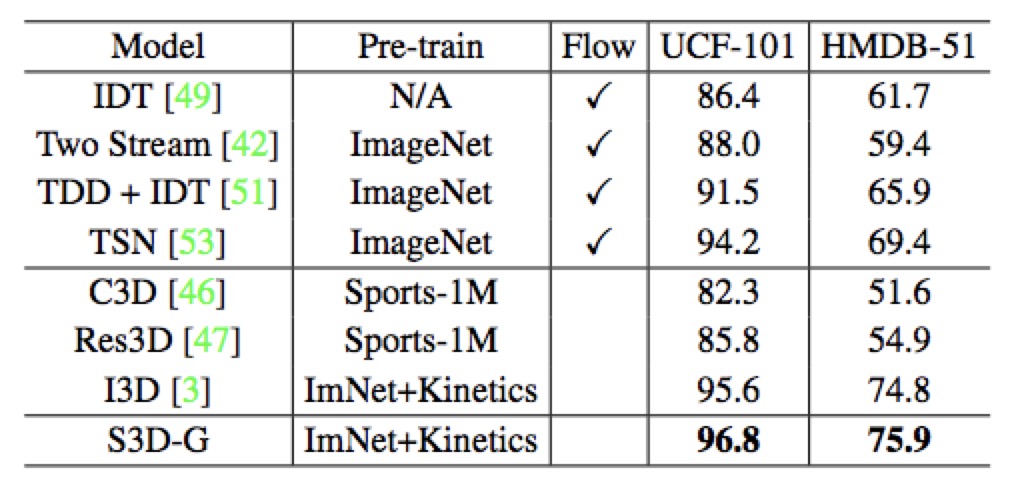 Model Pre-train Flow UCF-101 HMDB-51
IDT [49] N/A ✓ 86.4 61.7
Two Stream [42] ImageNet ✓ 88.0 59.4
TDD + IDT [51] ImageNet ✓ 91.5 65.9
TSN [53] ImageNet ✓ 94.2 69.4
C3D [46] Sports-1M 82.3 51.6
Res3D [47] Sports-1M 85.8 54.9
I3D [3] ImNet+Kinetics 95.6 74.8
S3D-G ImNet+Kinetics 96.8 75.9